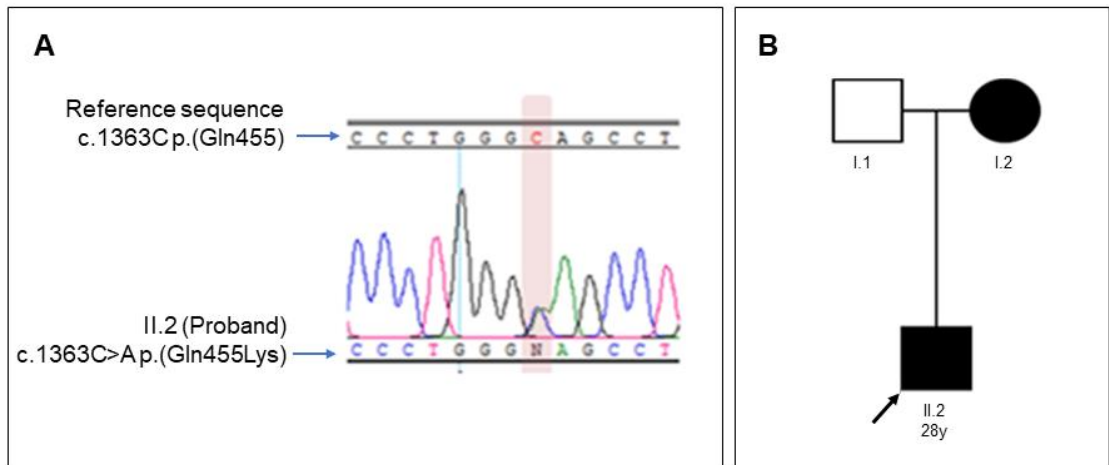 A
Reference sequence
c.1363C p.(Gln455)
C C C T G G G C A G C C T
II.2 (Proband)
c.1363C>A p.(Gln455Lys)
C C C T G G G N A G C C T
B
I.1
I.2
II.2
28y